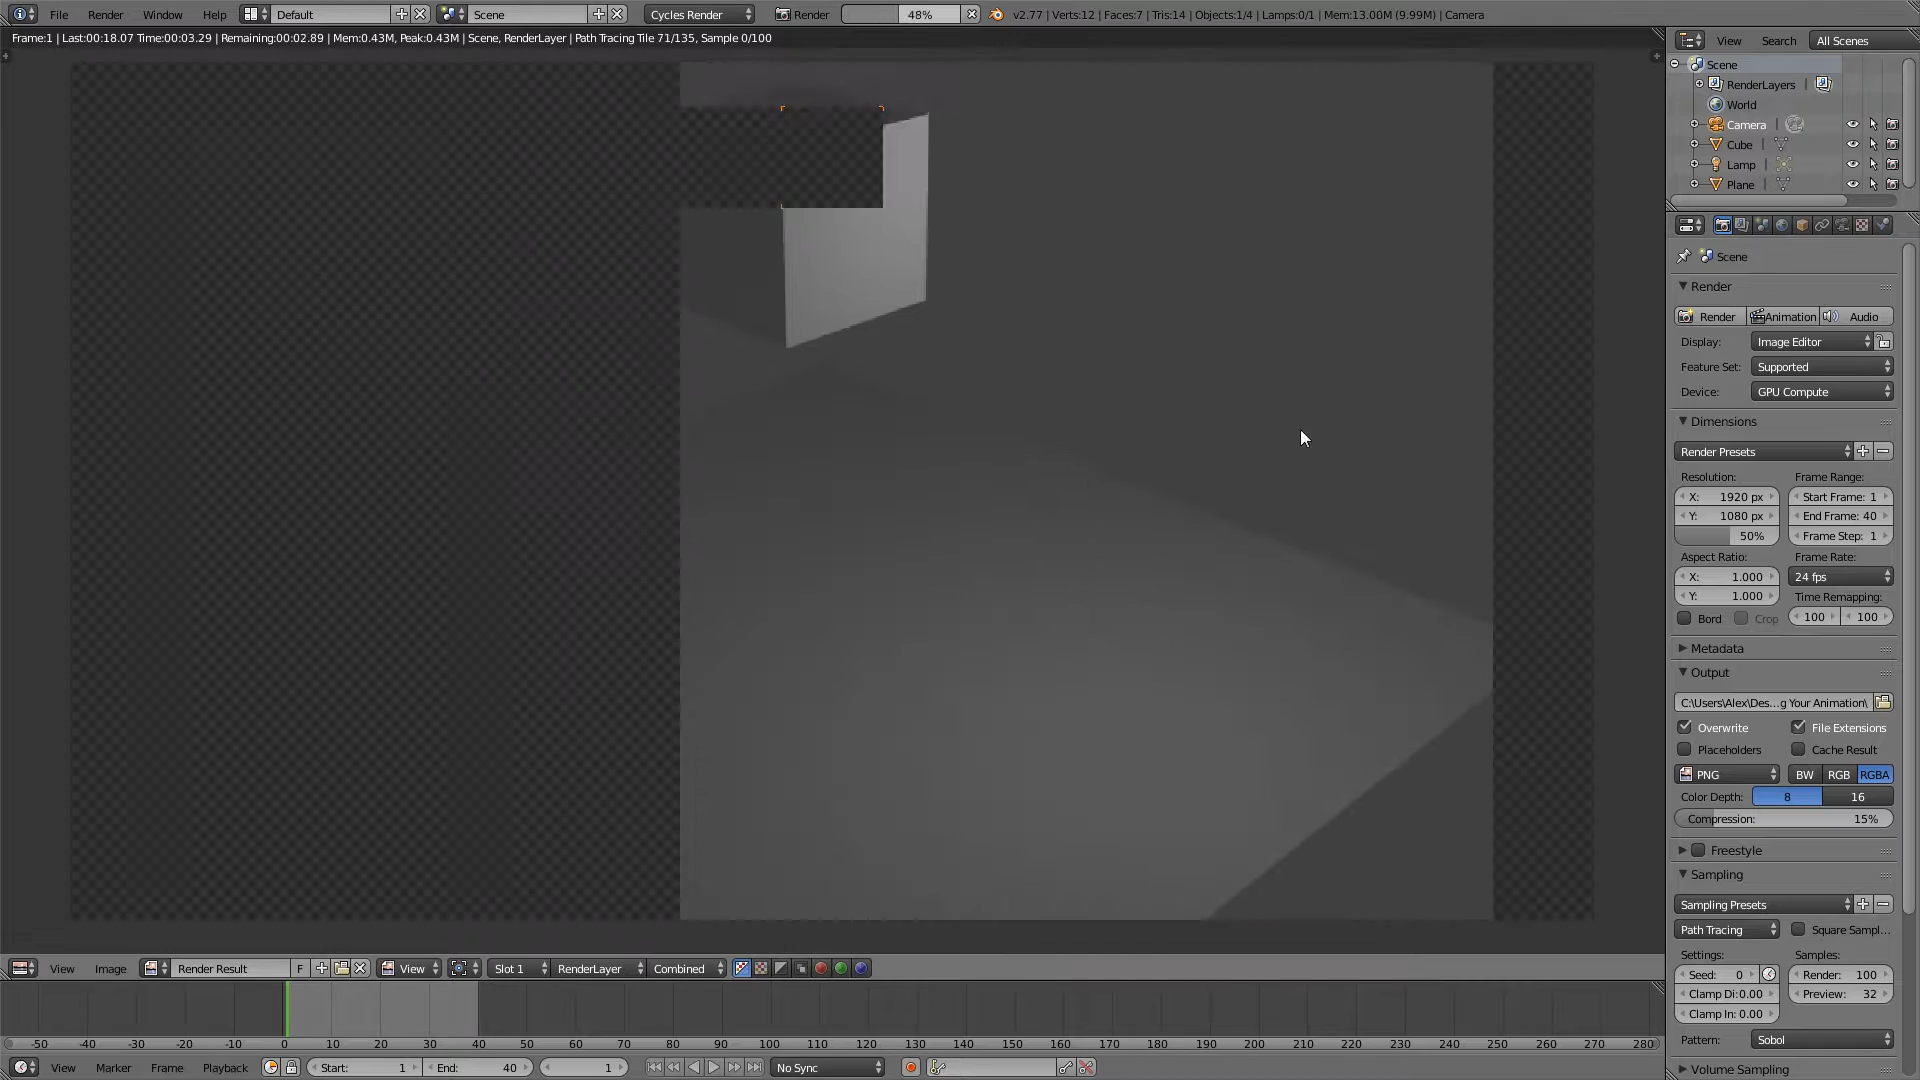 File Render Window Help Default Scene Cycles Render Render 48% v2.77 | Verts:12 | Faces:7 | Tris:14 | Objects:1/4 | Lamps:0/1 | Mem:13.00M (9.99M) | Camera
Frame:1 | Last:00:18.07 Time:00:03.29 | Remaining:00:02.89 | Mem:0.43M, Peak:0.43M | Scene, RenderLayer | Path Tracing Tile 71/135, Sample 0/100
View Search All Scenes
Scene
RenderLayers |
World
Camera |
Cube |
Lamp |
Plane |
Scene
Render
Render Animation Audio
Display: Image Editor
Feature Set: Supported
Device: GPU Compute
Dimensions
Render Presets
Resolution: Frame Range:
X: 1920 px Start Frame: 1
Y: 1080 px End Frame: 40
50% Frame Step: 1
Aspect Ratio: Frame Rate:
X: 1.000 24 fps
Y: 1.000 Time Remapping:
Bord Crop 100 100
Metadata
Output
C:\Users\Alex\Des...g Your Animation\
Overwrite File Extensions
Placeholders Cache Result
PNG BW RGB RGBA
Color Depth: 8 16
Compression: 15%
Freestyle
Sampling
Sampling Presets
Path Tracing Square Sampl...
Settings: Samples:
Seed: 0 Render: 100
Clamp Di:0.00 Preview: 32
Clamp In: 0.00
Pattern: Sobol
Volume Sampling
View Image Render Result F View Slot 1 RenderLayer Combined
-50 -40 -30 -20 -10 0 10 20 30 40 50 60 70 80 90 100 110 120 130 140 150 160 170 180 190 200 210 220 230 240 250 260 270 280
View Marker Frame Playback Start: 1 End: 40 1 No Sync